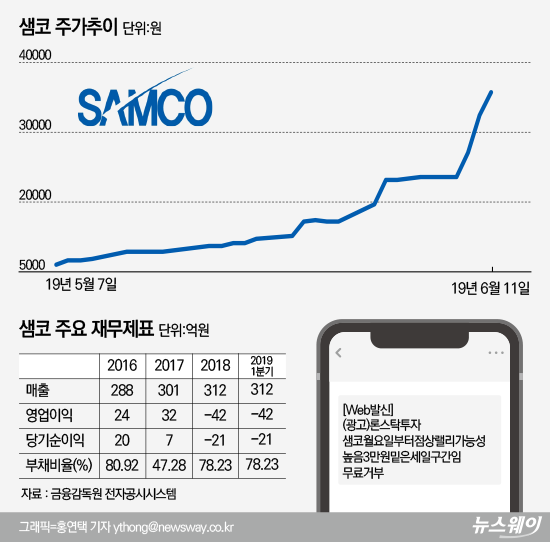 샘코 주가추이 단위:원
40000
SAMCO
30000
20000
5000
19년 5월 7일
19년 6월 11일
샘코 주요 재무제표 단위:억원
2016 2017 2018 2019 1분기
매출 288 301 312 312
영업이익 24 32 -42 -42
당기순이익 20 7 -21 -21
부채비율(%) 80.92 47.28 78.23 78.23
자료 : 금융감독원 전자공시시스템
[Web발신]
(광고)론스탁투자
샘코월요일부터점상랠리가능성
높음3만원밑은세일구간임
무료거부
그래픽=홍연택 기자 ythong@newsway.co.kr
뉴스웨이